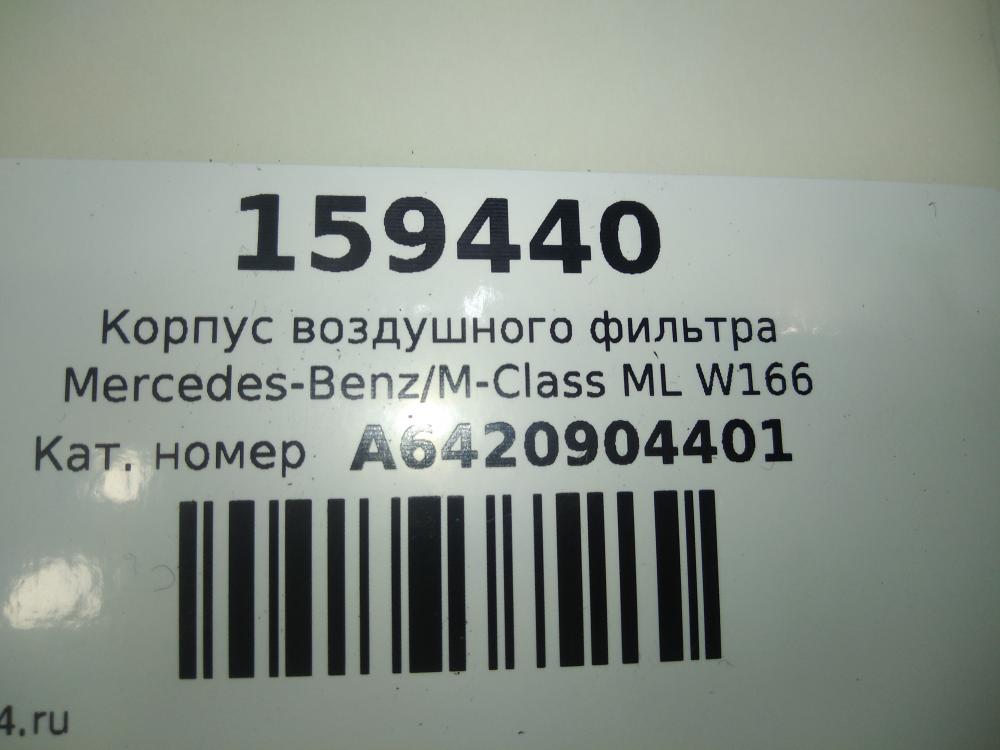 159440
Корпус воздушного фильтра
Mercedes-Benz/M-Class ML W166
Кат. номер A6420904401
4.ru